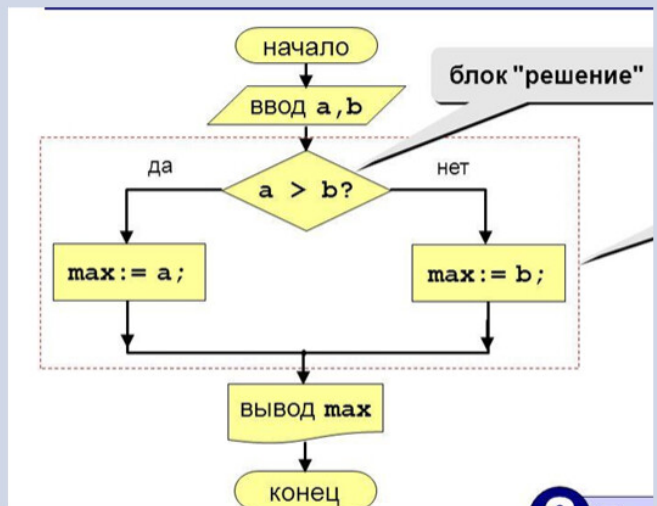 начало
ввод a,b
блок "решение"
да
a > b?
нет
max:= a;
max:= b;
вывод max
конец